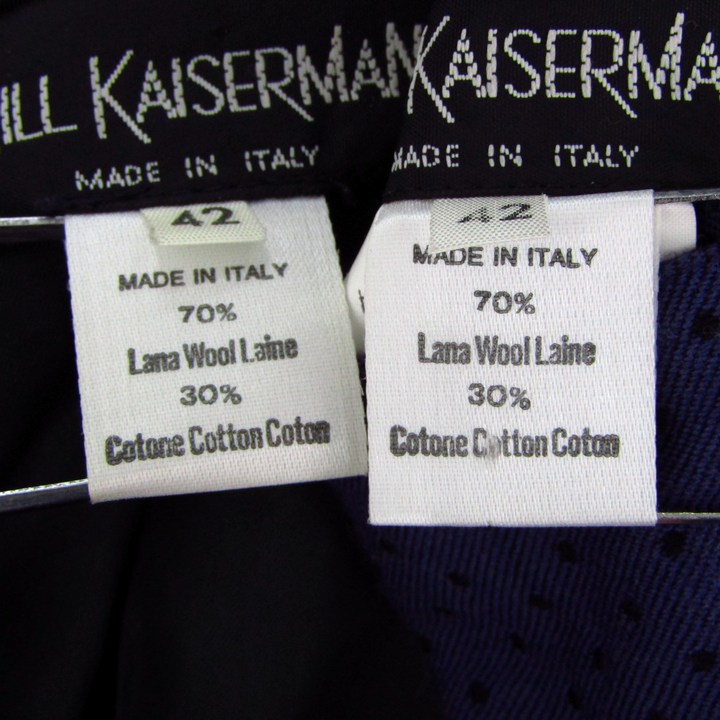 ILL KAISERMAN
MADE IN ITALY
42
MADE IN ITALY
70%
Lana Wool Laine
30%
Cotone Cotton Coton
KAISERMA
MADE IN ITALY
42
MADE IN ITALY
70%
Lana Wool Laine
30%
Cotone Cotton Coton